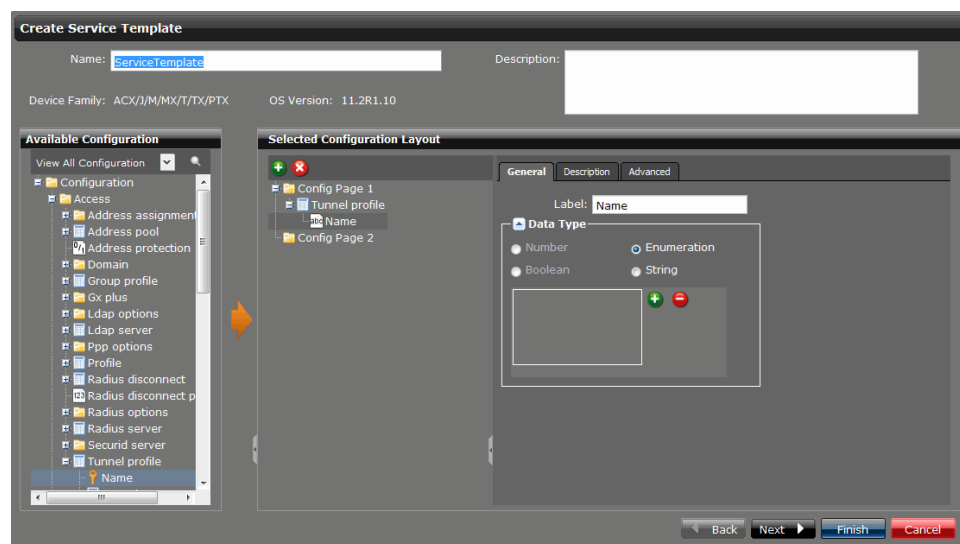 Create Service Template
Name: ServiceTemplate
Description:
Device Family: ACX/J/M/MX/T/TX/PTX OS Version: 11.2R1.10
Available Configuration
View All Configuration
Configuration
Access
Address assignment
Address pool
Address protection
Domain
Group profile
Gx plus
Ldap options
Ldap server
Ppp options
Profile
Radius disconnect
123 Radius disconnect p
Radius options
Radius server
Securid server
Tunnel profile
Name
Selected Configuration Layout
Config Page 1
Tunnel profile
abc Name
Config Page 2
General Description Advanced
Label: Name
Data Type
Number Enumeration
Boolean String
Back Next Finish Cancel